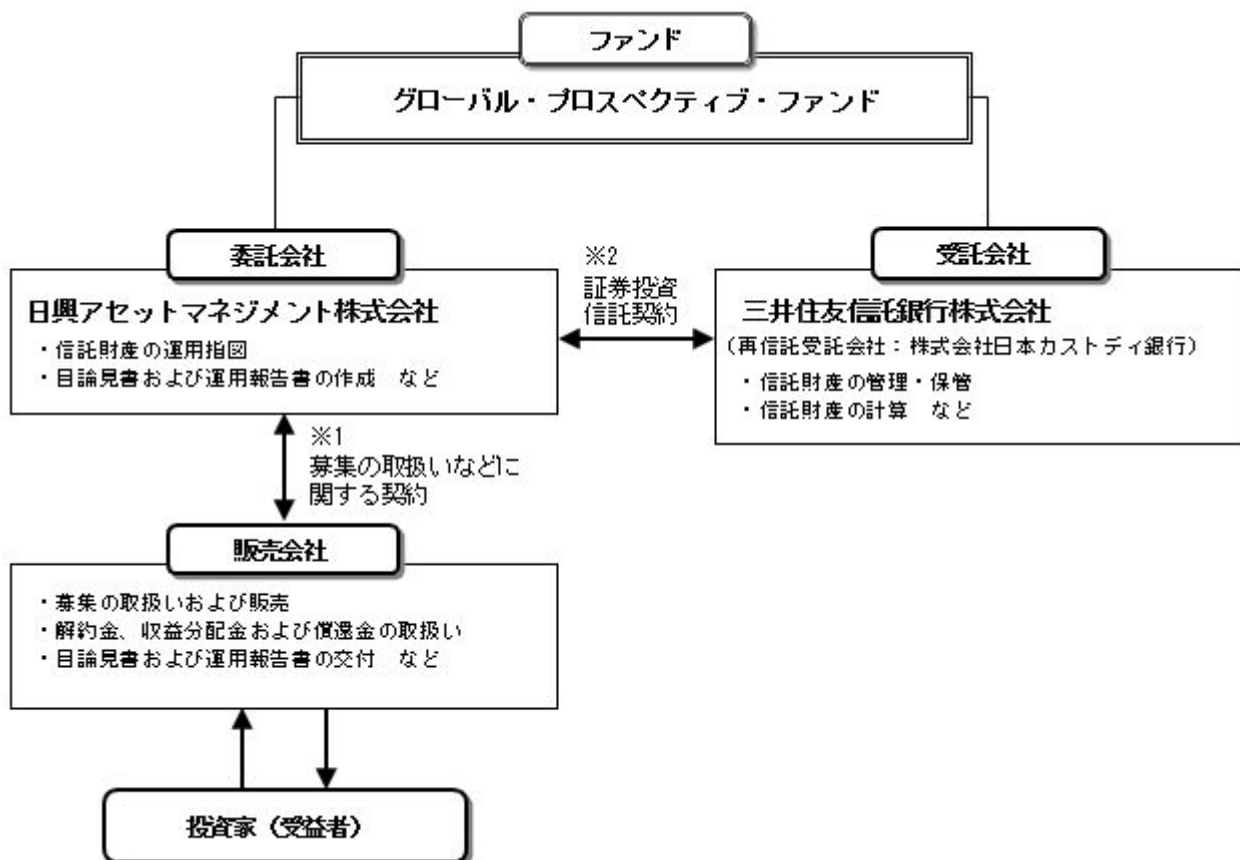 ファンド
グローバル・プロスペクティブ・ファンド
委託会社
日興アセットマネジメント株式会社
・信託財産の運用指図
・目論見書および運用報告書の作成　など
※2
証券投資
信託契約
受託会社
三井住友信託銀行株式会社
(再信託受託会社：株式会社日本カストディ銀行)
・信託財産の管理・保管
・信託財産の計算　など
※1
募集の取扱いなどに
関する契約
販売会社
・募集の取扱いおよび販売
・解約金、収益分配金および償還金の取扱い
・目論見書および運用報告書の交付　など
投資家（受益者）